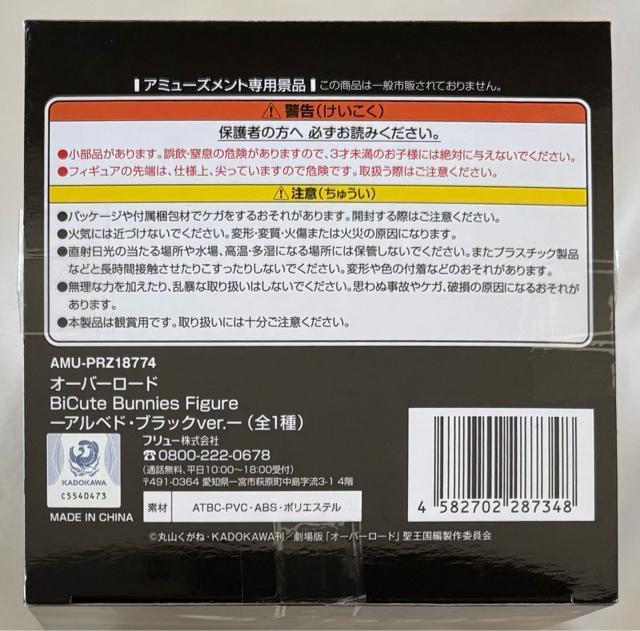 アミューズメント専用景品 この商品は一般市販されておりません。
⚠警告(けいこく)
保護者の方へ 必ずお読みください。
●小部品があります。誤飲・窒息の危険がありますので、3才未満のお子様には絶対に与えないでください。
●フィギュアの先端は、仕様上、尖っていますので危険です。取扱う際はご注意ください。
⚠注意(ちゅうい)
●パッケージや付属梱包材でケガをするおそれがあります。開封する際はご注意ください。
●火気には近づけないでください。変形・変質・火傷または火災の原因になります。
●直射日光の当たる場所や水場、高温・多湿になる場所には保管しないでください。またプラスチック製品
などと長時間接触させたりこすったりしないでください。変形や色の付着などのおそれがあります。
●無理な力を加えたり、乱暴な取り扱いはしないでください。思わぬ事故やケガ、破損の原因になるおそれが
あります。
●本製品は観賞用です。取り扱いには十分ご注意ください。
AMU-PRZ18774
オーバーロード
BiCute Bunnies Figure
ーアルベド・ブラックver.ー(全1種)
フリュー株式会社
☎0800-222-0678
(通話無料、平日10:00~18:00受付)
〒491-0364 愛知県一宮市萩原町中島字流3-1 4階
KADOKAWA
C5540473
MADE IN CHINA
素材 ATBC-PVC・ABS・ポリエステル
4 582702 287348
©丸山くがね・KADOKAWA刊/劇場版「オーバーロード」聖王国編製作委員会